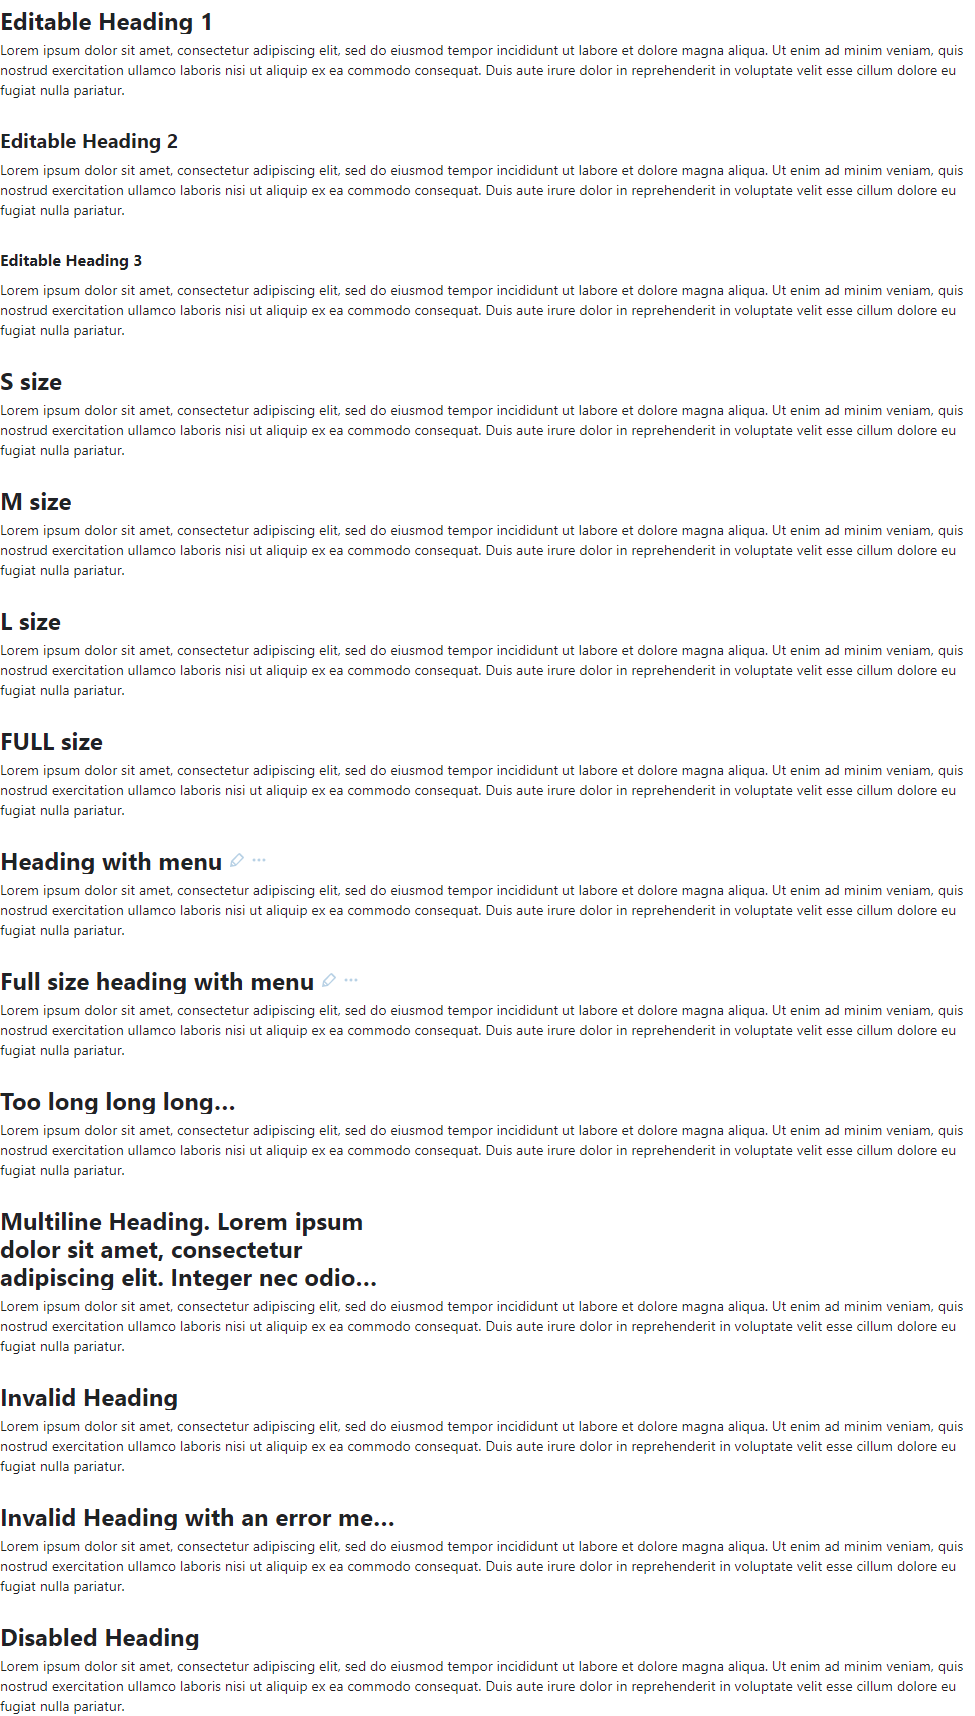 Editable Heading 1
Lorem ipsum dolor sit amet, consectetur adipiscing elit, sed do eiusmod tempor incididunt ut labore et dolore magna aliqua. Ut enim ad minim veniam, quis
nostrud exercitation ullamco laboris nisi ut aliquip ex ea commodo consequat. Duis aute irure dolor in reprehenderit in voluptate velit esse cillum dolore eu
fugiat nulla pariatur.
Editable Heading 2
Lorem ipsum dolor sit amet, consectetur adipiscing elit, sed do eiusmod tempor incididunt ut labore et dolore magna aliqua. Ut enim ad minim veniam, quis
nostrud exercitation ullamco laboris nisi ut aliquip ex ea commodo consequat. Duis aute irure dolor in reprehenderit in voluptate velit esse cillum dolore eu
fugiat nulla pariatur.
Editable Heading 3
Lorem ipsum dolor sit amet, consectetur adipiscing elit, sed do eiusmod tempor incididunt ut labore et dolore magna aliqua. Ut enim ad minim veniam, quis
nostrud exercitation ullamco laboris nisi ut aliquip ex ea commodo consequat. Duis aute irure dolor in reprehenderit in voluptate velit esse cillum dolore eu
fugiat nulla pariatur.
S size
Lorem ipsum dolor sit amet, consectetur adipiscing elit, sed do eiusmod tempor incididunt ut labore et dolore magna aliqua. Ut enim ad minim veniam, quis
nostrud exercitation ullamco laboris nisi ut aliquip ex ea commodo consequat. Duis aute irure dolor in reprehenderit in voluptate velit esse cillum dolore eu
fugiat nulla pariatur.
M size
Lorem ipsum dolor sit amet, consectetur adipiscing elit, sed do eiusmod tempor incididunt ut labore et dolore magna aliqua. Ut enim ad minim veniam, quis
nostrud exercitation ullamco laboris nisi ut aliquip ex ea commodo consequat. Duis aute irure dolor in reprehenderit in voluptate velit esse cillum dolore eu
fugiat nulla pariatur.
L size
Lorem ipsum dolor sit amet, consectetur adipiscing elit, sed do eiusmod tempor incididunt ut labore et dolore magna aliqua. Ut enim ad minim veniam, quis
nostrud exercitation ullamco laboris nisi ut aliquip ex ea commodo consequat. Duis aute irure dolor in reprehenderit in voluptate velit esse cillum dolore eu
fugiat nulla pariatur.
FULL size
Lorem ipsum dolor sit amet, consectetur adipiscing elit, sed do eiusmod tempor incididunt ut labore et dolore magna aliqua. Ut enim ad minim veniam, quis
nostrud exercitation ullamco laboris nisi ut aliquip ex ea commodo consequat. Duis aute irure dolor in reprehenderit in voluptate velit esse cillum dolore eu
fugiat nulla pariatur.
Heading with menu
Lorem ipsum dolor sit amet, consectetur adipiscing elit, sed do eiusmod tempor incididunt ut labore et dolore magna aliqua. Ut enim ad minim veniam, quis
nostrud exercitation ullamco laboris nisi ut aliquip ex ea commodo consequat. Duis aute irure dolor in reprehenderit in voluptate velit esse cillum dolore eu
fugiat nulla pariatur.
Full size heading with menu
Lorem ipsum dolor sit amet, consectetur adipiscing elit, sed do eiusmod tempor incididunt ut labore et dolore magna aliqua. Ut enim ad minim veniam, quis
nostrud exercitation ullamco laboris nisi ut aliquip ex ea commodo consequat. Duis aute irure dolor in reprehenderit in voluptate velit esse cillum dolore eu
fugiat nulla pariatur.
Too long long long...
Lorem ipsum dolor sit amet, consectetur adipiscing elit, sed do eiusmod tempor incididunt ut labore et dolore magna aliqua. Ut enim ad minim veniam, quis
nostrud exercitation ullamco laboris nisi ut aliquip ex ea commodo consequat. Duis aute irure dolor in reprehenderit in voluptate velit esse cillum dolore eu
fugiat nulla pariatur.
Multiline Heading. Lorem ipsum
dolor sit amet, consectetur
adipiscing elit. Integer nec odio...
Lorem ipsum dolor sit amet, consectetur adipiscing elit, sed do eiusmod tempor incididunt ut labore et dolore magna aliqua. Ut enim ad minim veniam, quis
nostrud exercitation ullamco laboris nisi ut aliquip ex ea commodo consequat. Duis aute irure dolor in reprehenderit in voluptate velit esse cillum dolore eu
fugiat nulla pariatur.
Invalid Heading
Lorem ipsum dolor sit amet, consectetur adipiscing elit, sed do eiusmod tempor incididunt ut labore et dolore magna aliqua. Ut enim ad minim veniam, quis
nostrud exercitation ullamco laboris nisi ut aliquip ex ea commodo consequat. Duis aute irure dolor in reprehenderit in voluptate velit esse cillum dolore eu
fugiat nulla pariatur.
Invalid Heading with an error me...
Lorem ipsum dolor sit amet, consectetur adipiscing elit, sed do eiusmod tempor incididunt ut labore et dolore magna aliqua. Ut enim ad minim veniam, quis
nostrud exercitation ullamco laboris nisi ut aliquip ex ea commodo consequat. Duis aute irure dolor in reprehenderit in voluptate velit esse cillum dolore eu
fugiat nulla pariatur.
Disabled Heading
Lorem ipsum dolor sit amet, consectetur adipiscing elit, sed do eiusmod tempor incididunt ut labore et dolore magna aliqua. Ut enim ad minim veniam, quis
nostrud exercitation ullamco laboris nisi ut aliquip ex ea commodo consequat. Duis aute irure dolor in reprehenderit in voluptate velit esse cillum dolore eu
fugiat nulla pariatur.